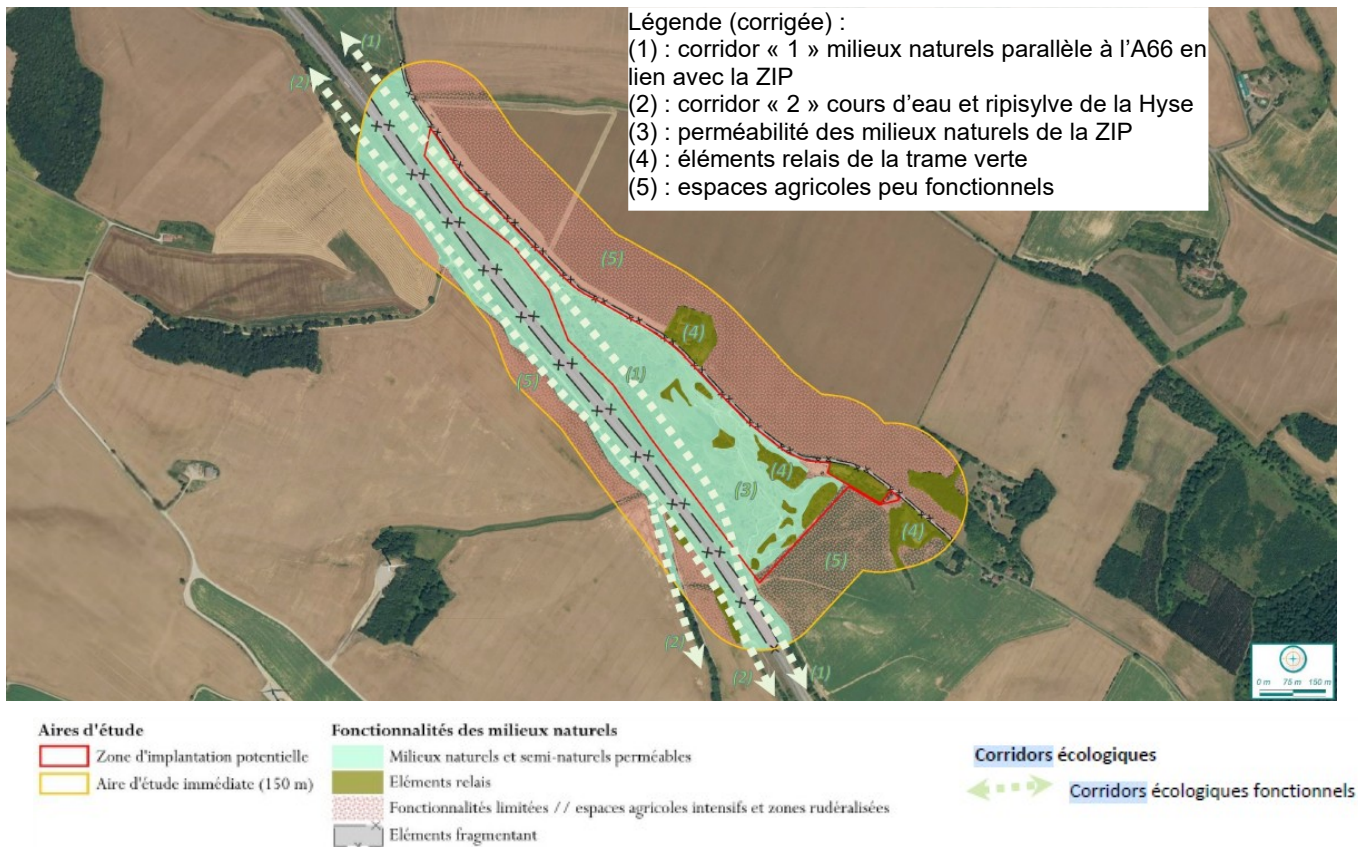 Légende (corrigée) :
(1) : corridor « 1 » milieux naturels parallèle à l'A66 en
lien avec la ZIP
(2) : corridor « 2 » cours d'eau et ripisylve de la Hyse
(3) : perméabilité des milieux naturels de la ZIP
(4) : éléments relais de la trame verte
(5) : espaces agricoles peu fonctionnels
(1)
(2)
(5)
(4)
(1)
(5)
(4)
(3)
(4)
(5)
(2)
(2)
(1)
0 m 75 m 150 m
Aires d'étude
Zone d'implantation potentielle
Aire d'étude immédiate (150 m)
Fonctionnalités des milieux naturels
Milieux naturels et semi-naturels perméables
Eléments relais
Fonctionnalités limitées // espaces agricoles intensifs et zones rudéralisées
Eléments fragmentant
Corridors écologiques
Corridors écologiques fonctionnels